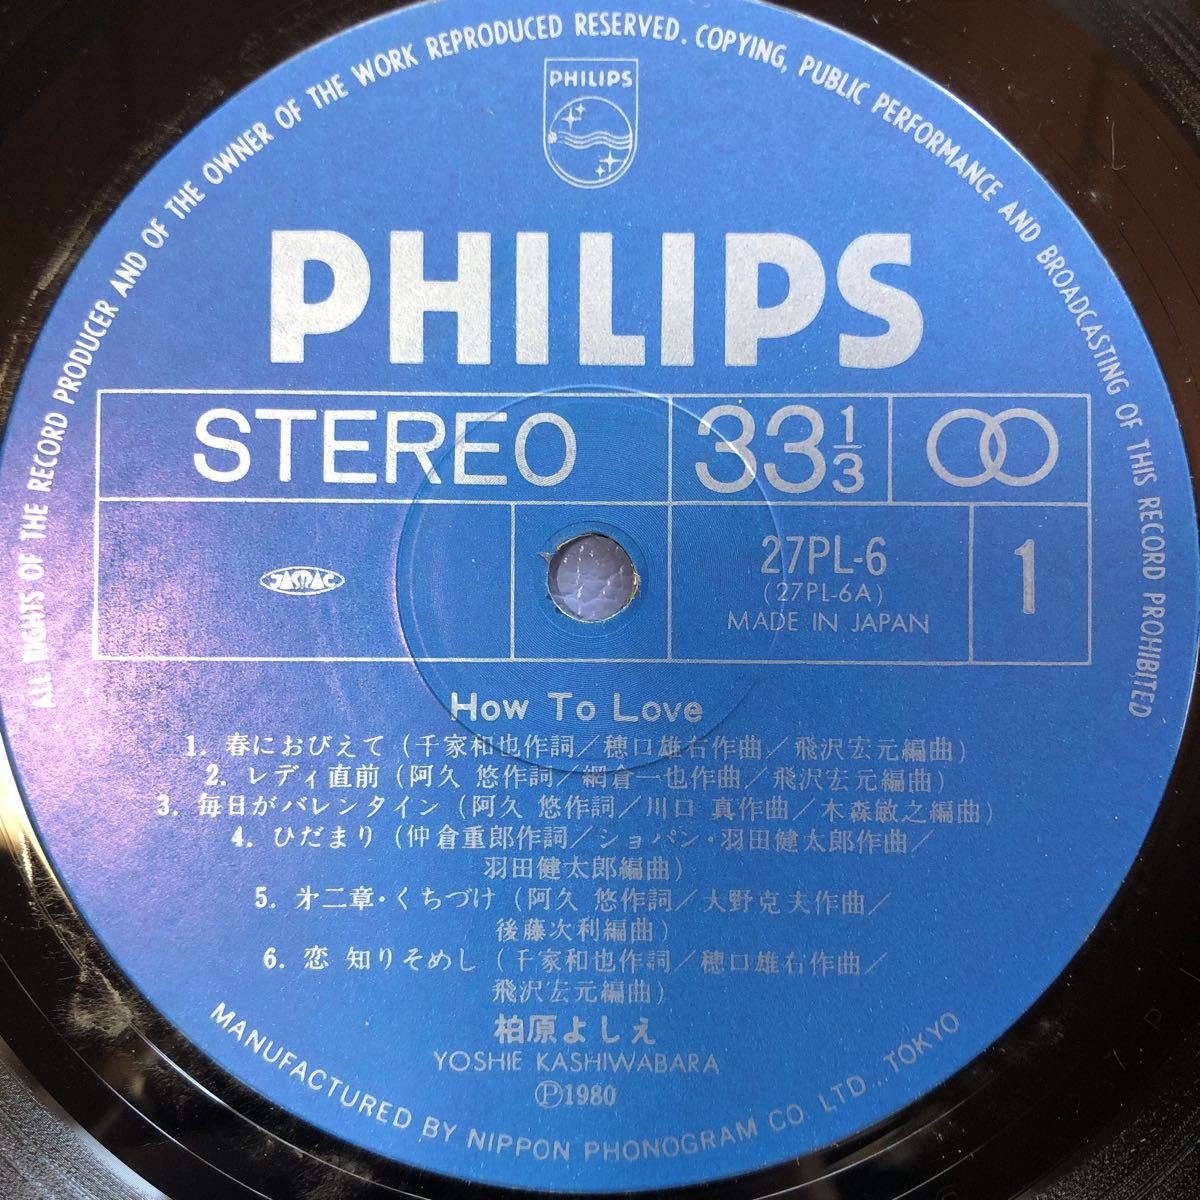 ALL RIGHTS OF THE RECORD PRODUCER AND OF THE OWNER OF THE WORK REPRODUCED RESERVED. COPYING, PUBLIC PERFORMANCE AND BROADCASTING OF THIS RECORD PROHIBITED
PHILIPS
PHILIPS
STEREO 33 1/3
JASRAC
27PL-6
(27PL-6A)
MADE IN JAPAN
1
How To Love
1. 春におびえて (千家和也作詞/穂口雄右作曲/飛沢宏元編曲)
2. レディ直前 (阿久 悠作詞/網倉一也作曲/飛沢宏元編曲)
3. 毎日がバレンタイン (阿久 悠作詞/川口 真作曲/木森敏之編曲)
4. ひだまり (仲倉重郎作詞/ショパン・羽田健太郎作曲/
羽田健太郎編曲)
5. 㐧二章・くちづけ (阿久 悠作詞/大野克夫作曲/
後藤次利編曲)
6. 恋 知りそめし (千家和也作詞/穂口雄右作曲/
飛沢宏元編曲)
柏原よしえ
YOSHIE KASHIWABARA
Ⓟ1980
MANUFACTURED BY NIPPON PHONOGRAM CO. LTD., TOKYO